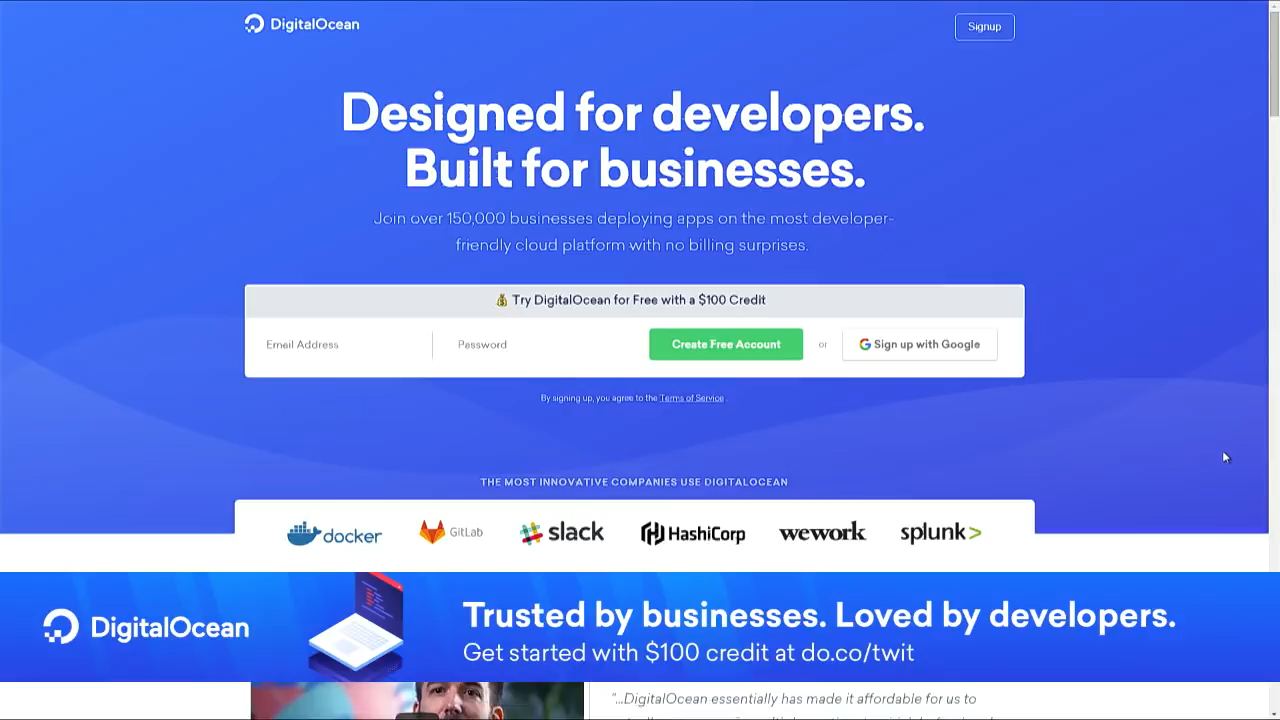 DigitalOcean
Signup
Designed for developers.
Built for businesses.
Join over 150,000 businesses deploying apps on the most developer-
friendly cloud platform with no billing surprises.
Try DigitalOcean for Free with a $100 Credit
Email Address
Password
Create Free Account
or
Sign up with Google
By signing up, you agree to the Terms of Service .
THE MOST INNOVATIVE COMPANIES USE DIGITALOCEAN
docker
GitLab
slack
HashiCorp
wework
splunk>
DigitalOcean
Trusted by businesses. Loved by developers.
Get started with $100 credit at do.co/twit
"...DigitalOcean essentially has made it affordable for us to